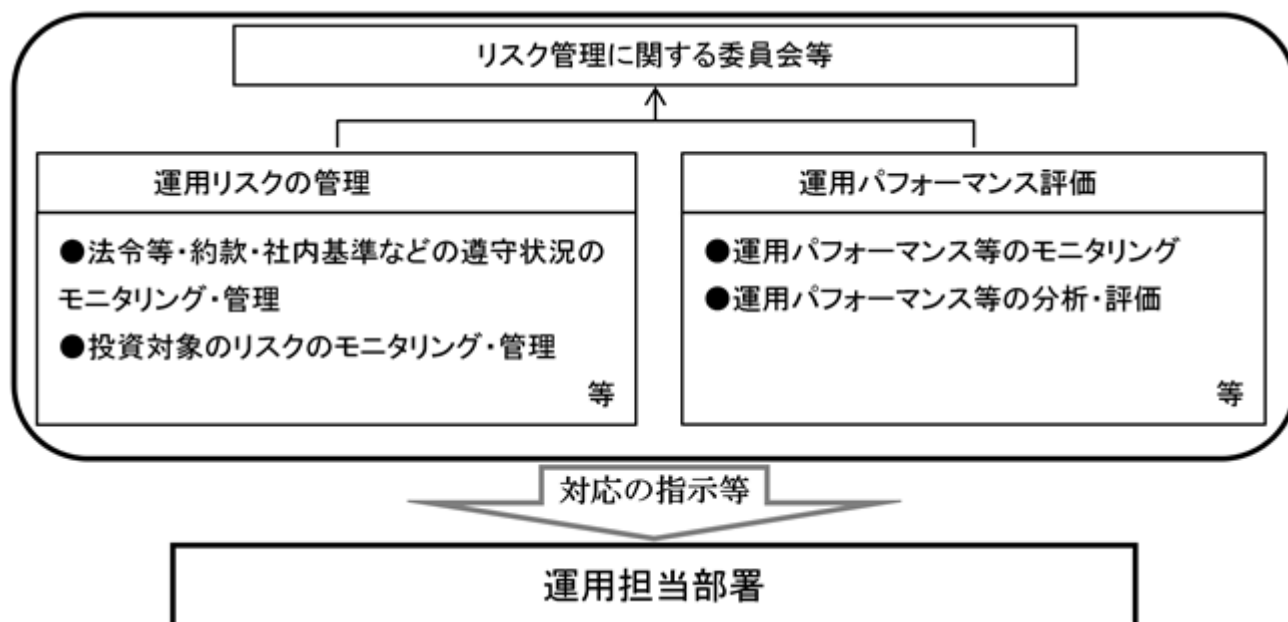 リスク管理に関する委員会等
運用リスクの管理
●法令等・約款・社内基準などの遵守状況の
モニタリング・管理
●投資対象のリスクのモニタリング・管理
等
運用パフォーマンス評価
●運用パフォーマンス等のモニタリング
●運用パフォーマンス等の分析・評価
等
対応の指示等
運用担当部署